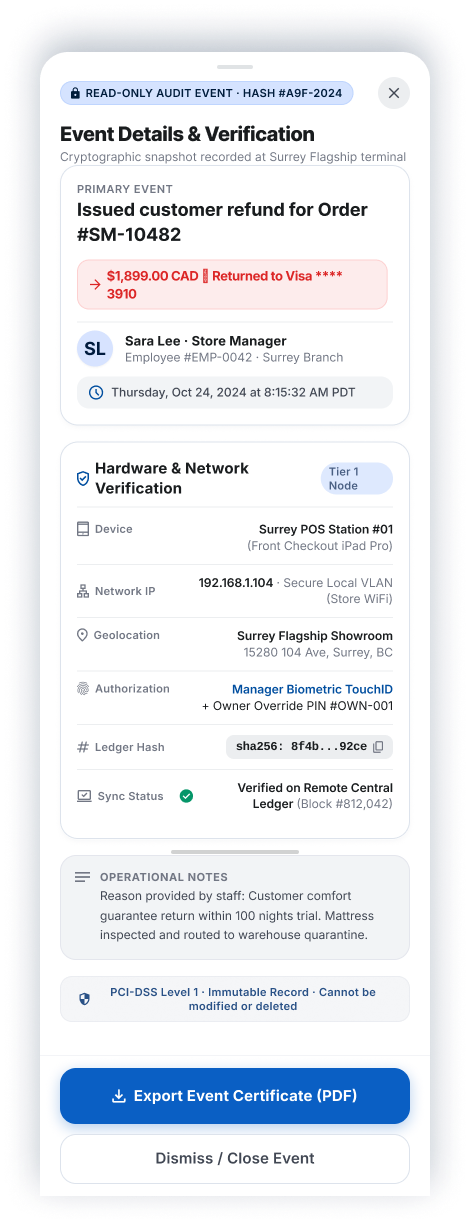 READ-ONLY AUDIT EVENT · HASH #A9F-2024
Event Details & Verification
Cryptographic snapshot recorded at Surrey Flagship terminal
PRIMARY EVENT
Issued customer refund for Order
#SM-10482
$1,899.00 CAD Returned to Visa ****
3910
SL
Sara Lee · Store Manager
Employee #EMP-0042 · Surrey Branch
Thursday, Oct 24, 2024 at 8:15:32 AM PDT
Hardware & Network
Verification
Tier 1
Node
Device
Surrey POS Station #01
(Front Checkout iPad Pro)
Network IP
192.168.1.104 · Secure Local VLAN
(Store WiFi)
Geolocation
Surrey Flagship Showroom
15280 104 Ave, Surrey, BC
Authorization
Manager Biometric TouchID
+ Owner Override PIN #OWN-001
# Ledger Hash
sha256: 8f4b...92ce
Sync Status
Verified on Remote Central
Ledger (Block #812,042)
OPERATIONAL NOTES
Reason provided by staff: Customer comfort
guarantee return within 100 nights trial. Mattress
inspected and routed to warehouse quarantine.
PCI-DSS Level 1 · Immutable Record · Cannot be
modified or deleted
Export Event Certificate (PDF)
Dismiss / Close Event